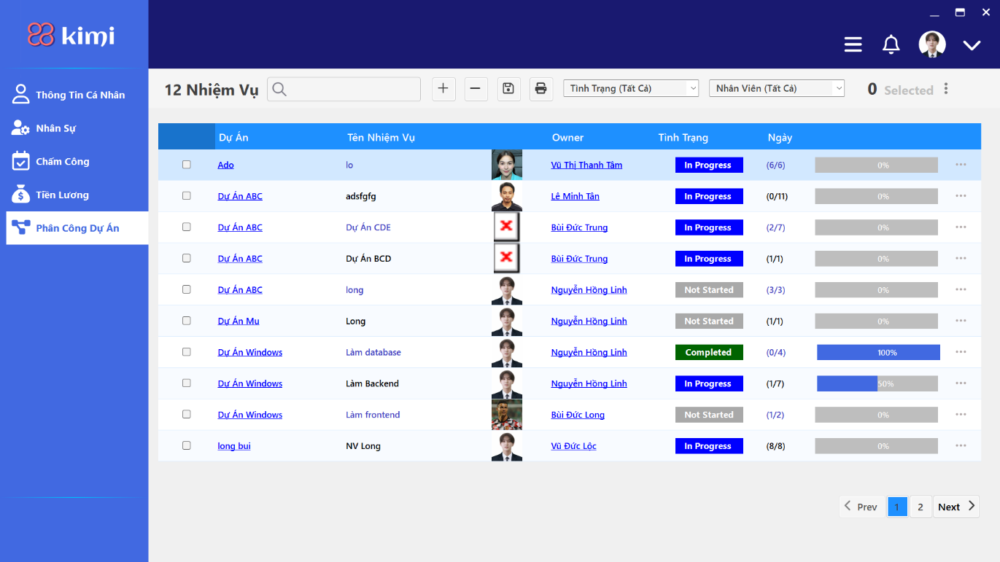 kimi
Thông Tin Cá Nhân
Nhân Sự
Chấm Công
Tiền Lương
Phân Công Dự Án
12 Nhiệm Vụ
Tình Trạng (Tất Cả)
Nhân Viên (Tất Cả)
0 Selected
Dự Án Tên Nhiệm Vụ Owner Tình Trạng Ngày
Ado lo Vũ Thị Thanh Tâm In Progress (6/6) 0%
Dự Án ABC adsfgfg Lê Minh Tân In Progress (0/11) 0%
Dự Án ABC Dự Án CDE Bùi Đức Trung In Progress (2/7) 0%
Dự Án ABC Dự Án BCD Bùi Đức Trung In Progress (1/1) 0%
Dự Án ABC long Nguyễn Hồng Linh Not Started (3/3) 0%
Dự Án Mu Long Nguyễn Hồng Linh Not Started (1/1) 0%
Dự Án Windows Làm database Nguyễn Hồng Linh Completed (0/4) 100%
Dự Án Windows Làm Backend Nguyễn Hồng Linh In Progress (1/7) 50%
Dự Án Windows Làm frontend Bùi Đức Long Not Started (1/2) 0%
long bui NV Long Vũ Đức Lộc In Progress (8/8) 0%
Prev 1 2 Next